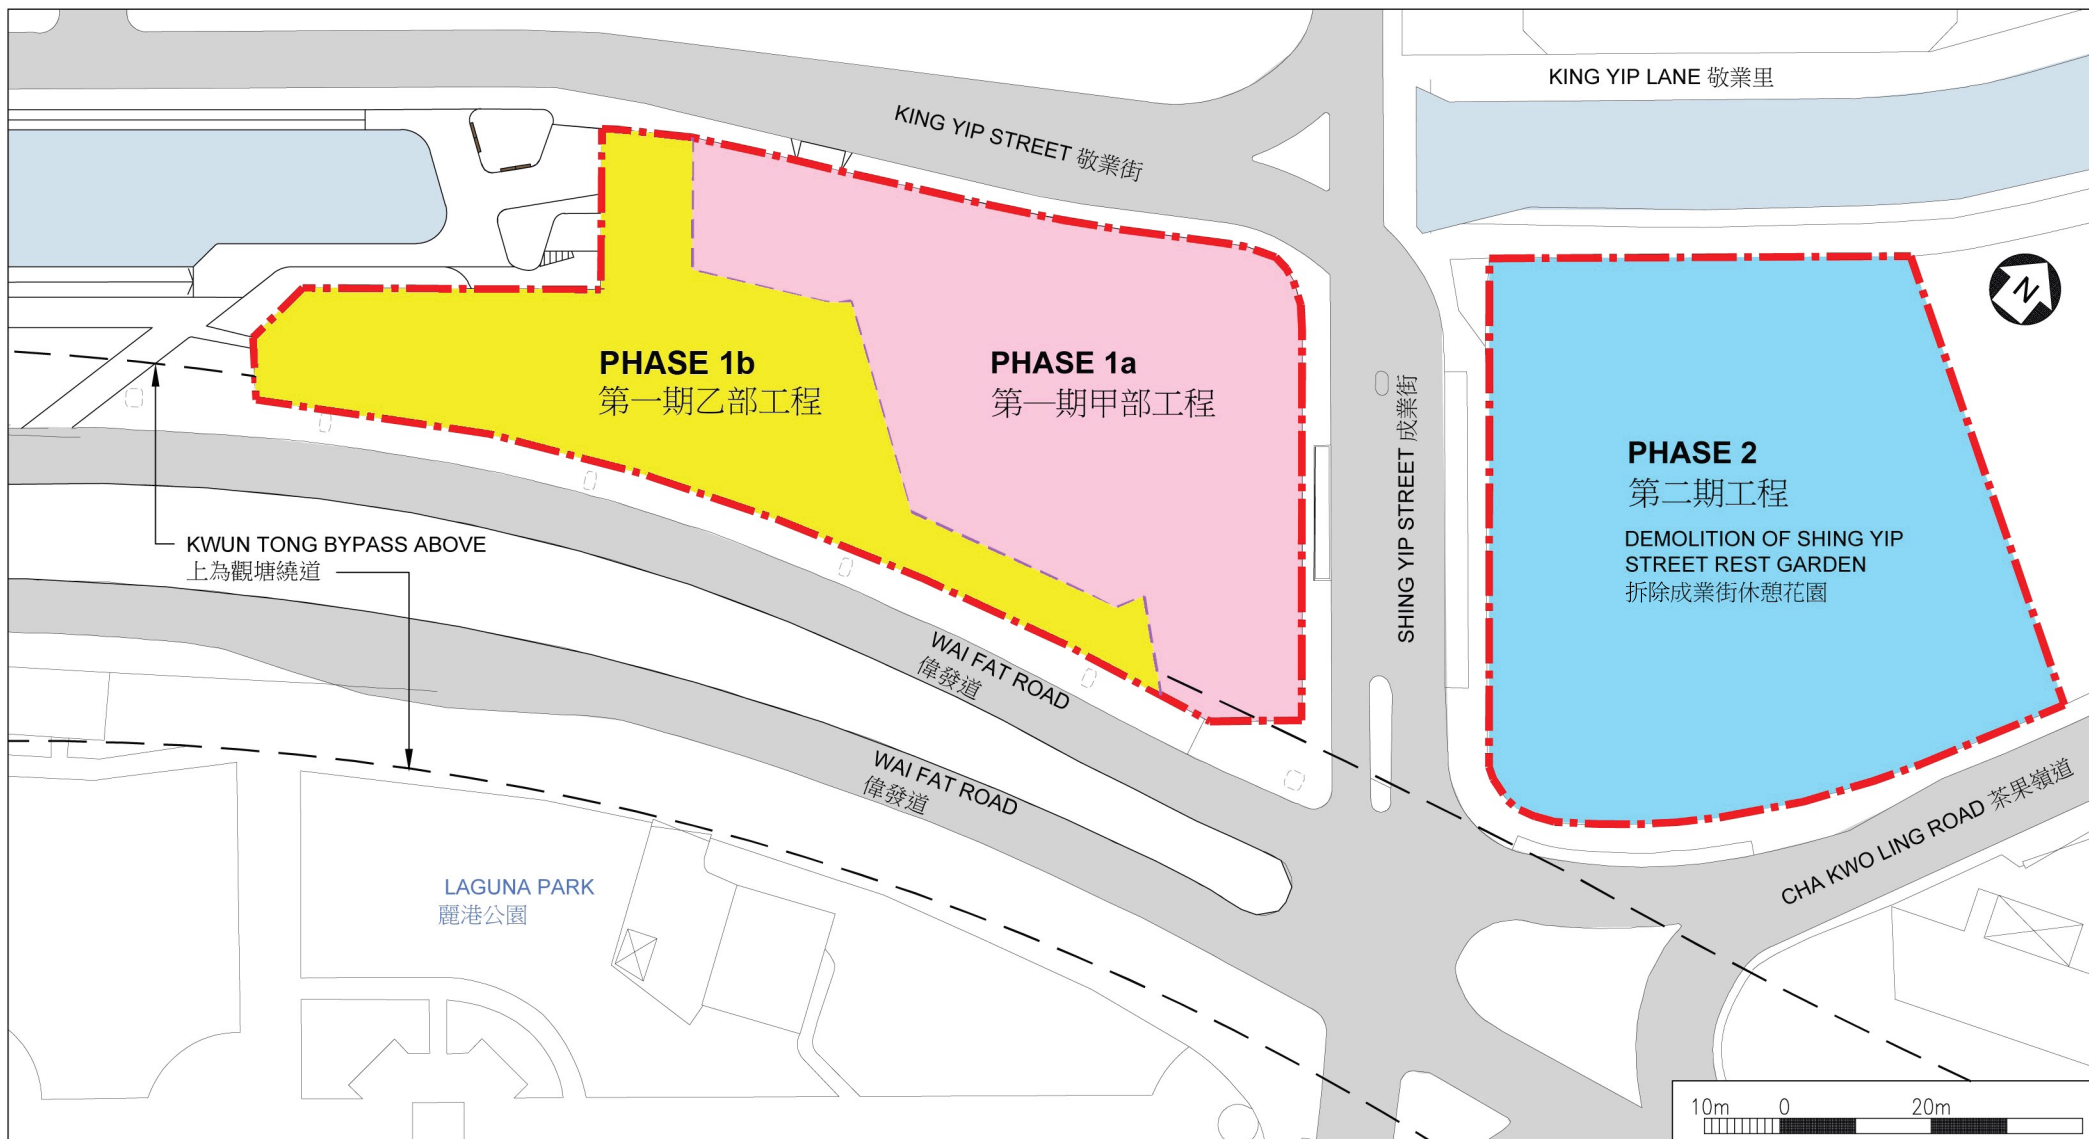 KING YIP LANE 敬業里
KING YIP STREET 敬業街
N
PHASE 1b
第一期乙部工程
PHASE 1a
第一期甲部工程
SHING YIP STREET 成業街
PHASE 2
第二期工程
DEMOLITION OF SHING YIP
STREET REST GARDEN
拆除成業街休憩花園
KWUN TONG BYPASS ABOVE
上為觀塘繞道
WAI FAT ROAD
偉發道
WAI FAT ROAD
偉發道
CHA KWO LING ROAD 茶果嶺道
LAGUNA PARK
麗港公園
10m 0 20m